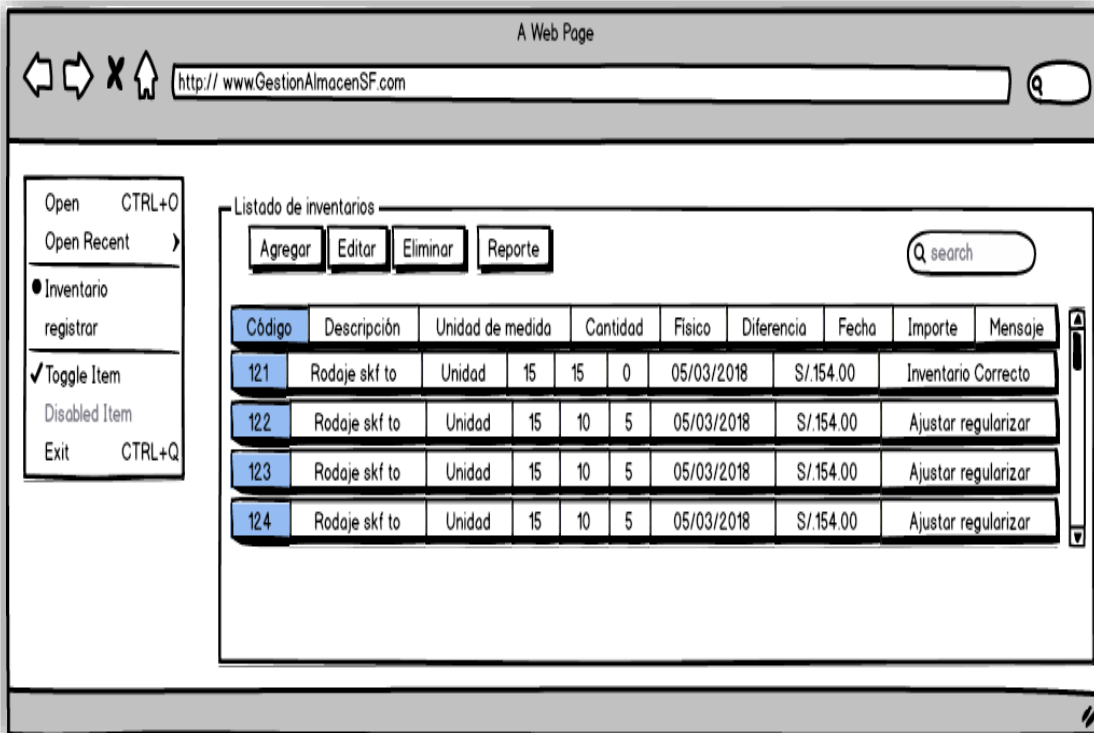 A Web Page
http:// www.GestionAlmacenSF.com
Open CTRL+O
Open Recent
Inventario
registrar
Toggle Item
Disabled Item
Exit CTRL+Q
Listado de inventarios
Agregar Editar Eliminar Reporte search
Código Descripción Unidad de medida Cantidad Físico Diferencia Fecha Importe Mensaje
121 Rodaje skf to Unidad 15 15 0 05/03/2018 S/.154.00 Inventario Correcto
122 Rodaje skf to Unidad 15 10 5 05/03/2018 S/.154.00 Ajustar regularizar
123 Rodaje skf to Unidad 15 10 5 05/03/2018 S/.154.00 Ajustar regularizar
124 Rodaje skf to Unidad 15 10 5 05/03/2018 S/.154.00 Ajustar regularizar